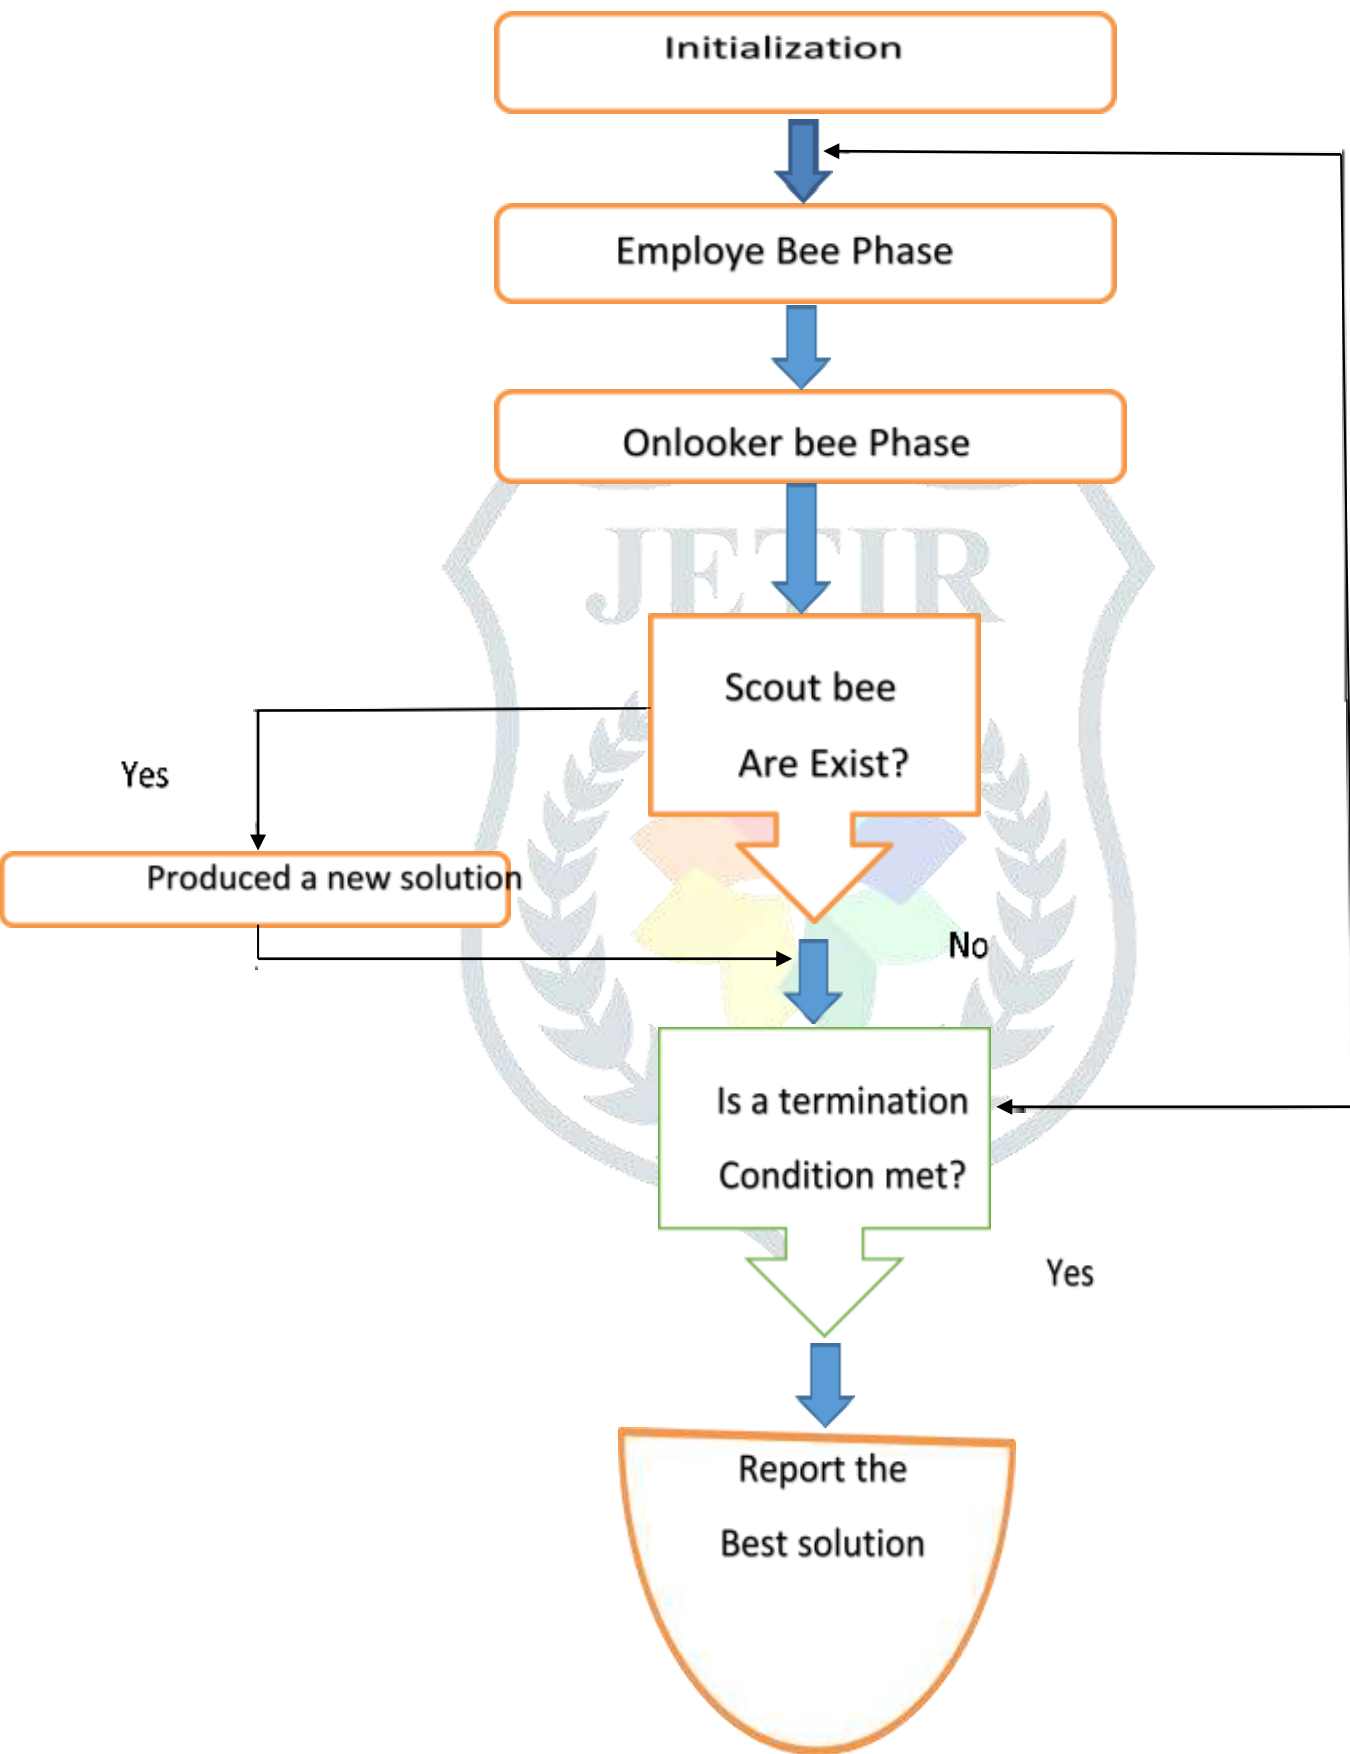 Initialization
Employe Bee Phase
Onlooker bee Phase
JETIR
Scout bee
Are Exist?
Yes
Produced a new solution
No
Is a termination
Condition met?
Yes
Report the
Best solution